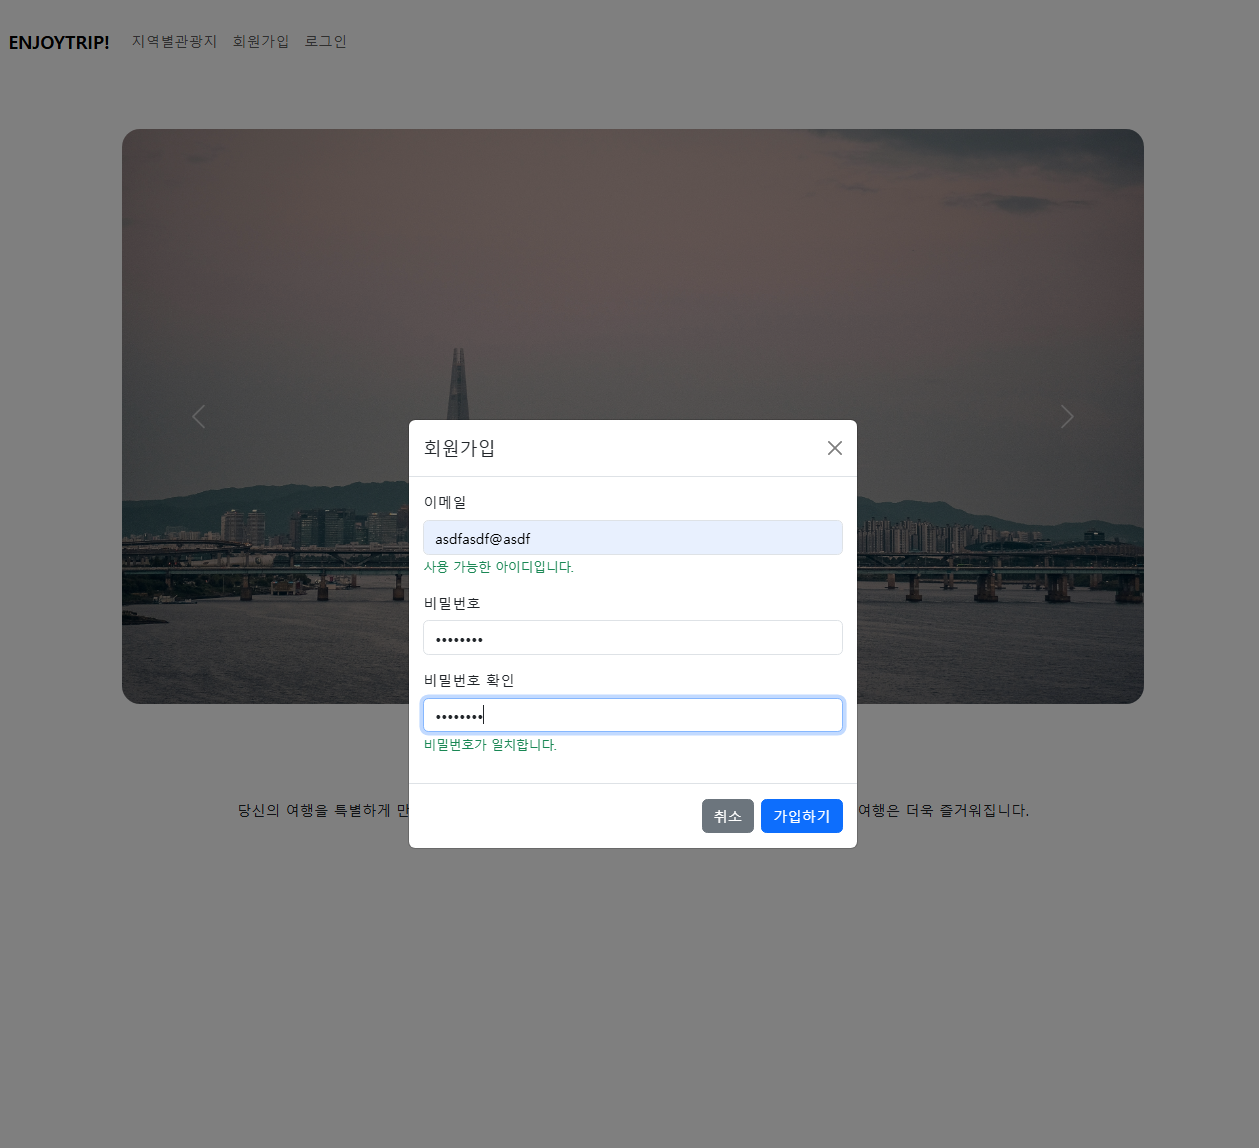 ENJOYTRIP! 지역별관광지 회원가입 로그인
회원가입
이메일
asdfasdf@asdf
사용 가능한 아이디입니다.
비밀번호
••••••••
비밀번호 확인
••••••••
비밀번호가 일치합니다.
취소 가입하기
당신의 여행을 특별하게 만 여행은 더욱 즐거워집니다.